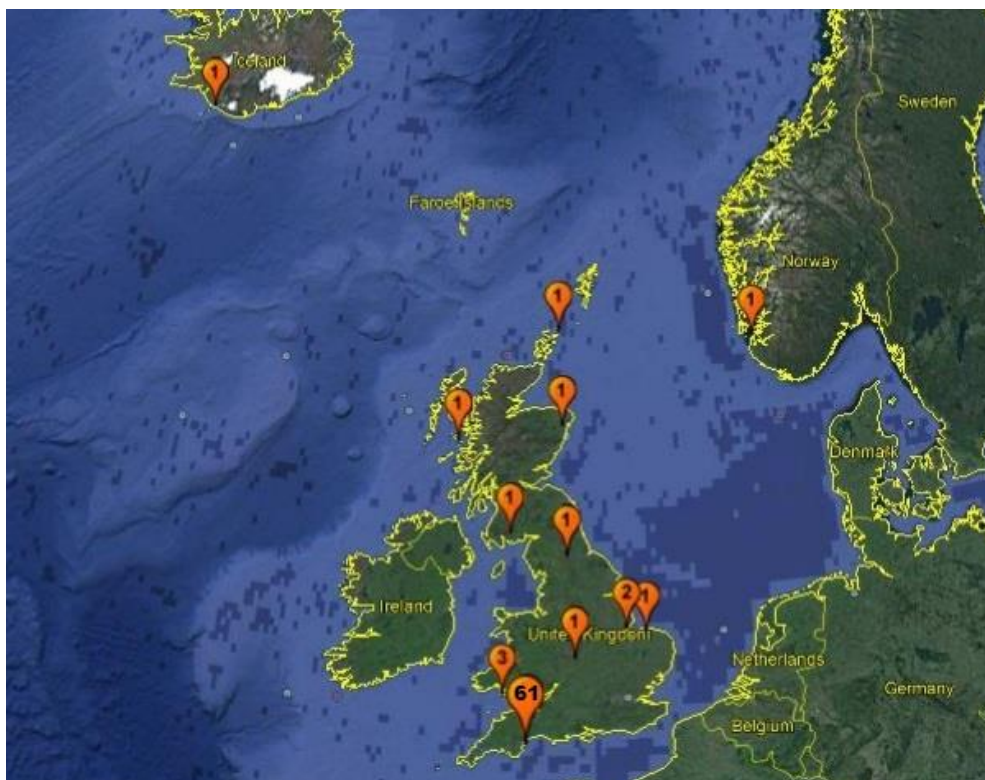 Iceland
1
Sweden
Faroe Islands
Norway
1
1
1
1
Denmark
1
1
Ireland
2
1
1
United Kingdom
3
Netherlands
61
Germany
Belgium